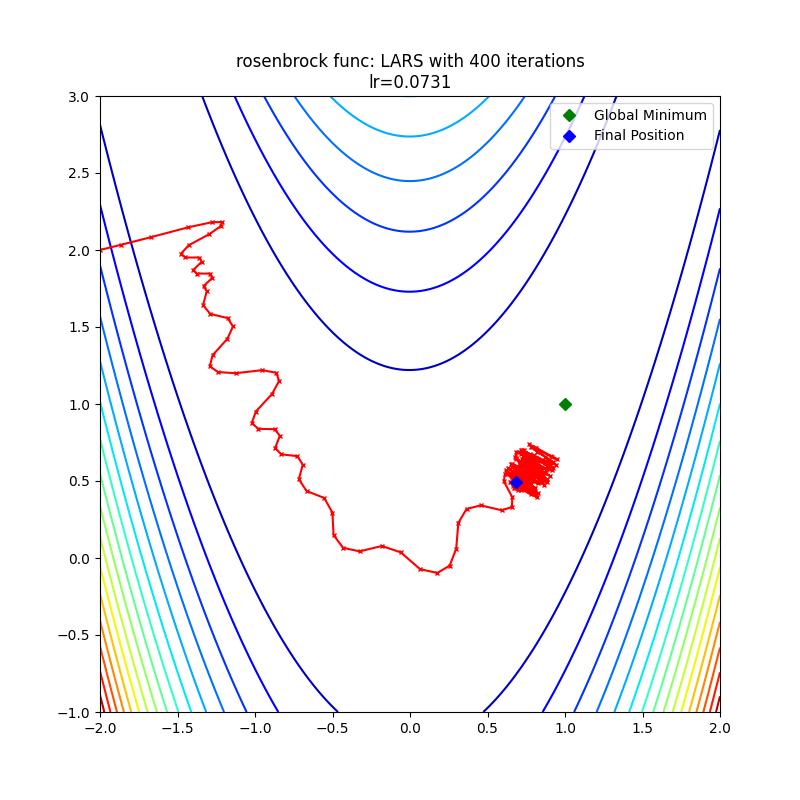 rosenbrock func: LARS with 400 iterations
lr=0.0731
Global Minimum
Final Position
3.0
2.5
2.0
1.5
1.0
0.5
0.0
−0.5
−1.0
−2.0 −1.5 −1.0 −0.5 0.0 0.5 1.0 1.5 2.0